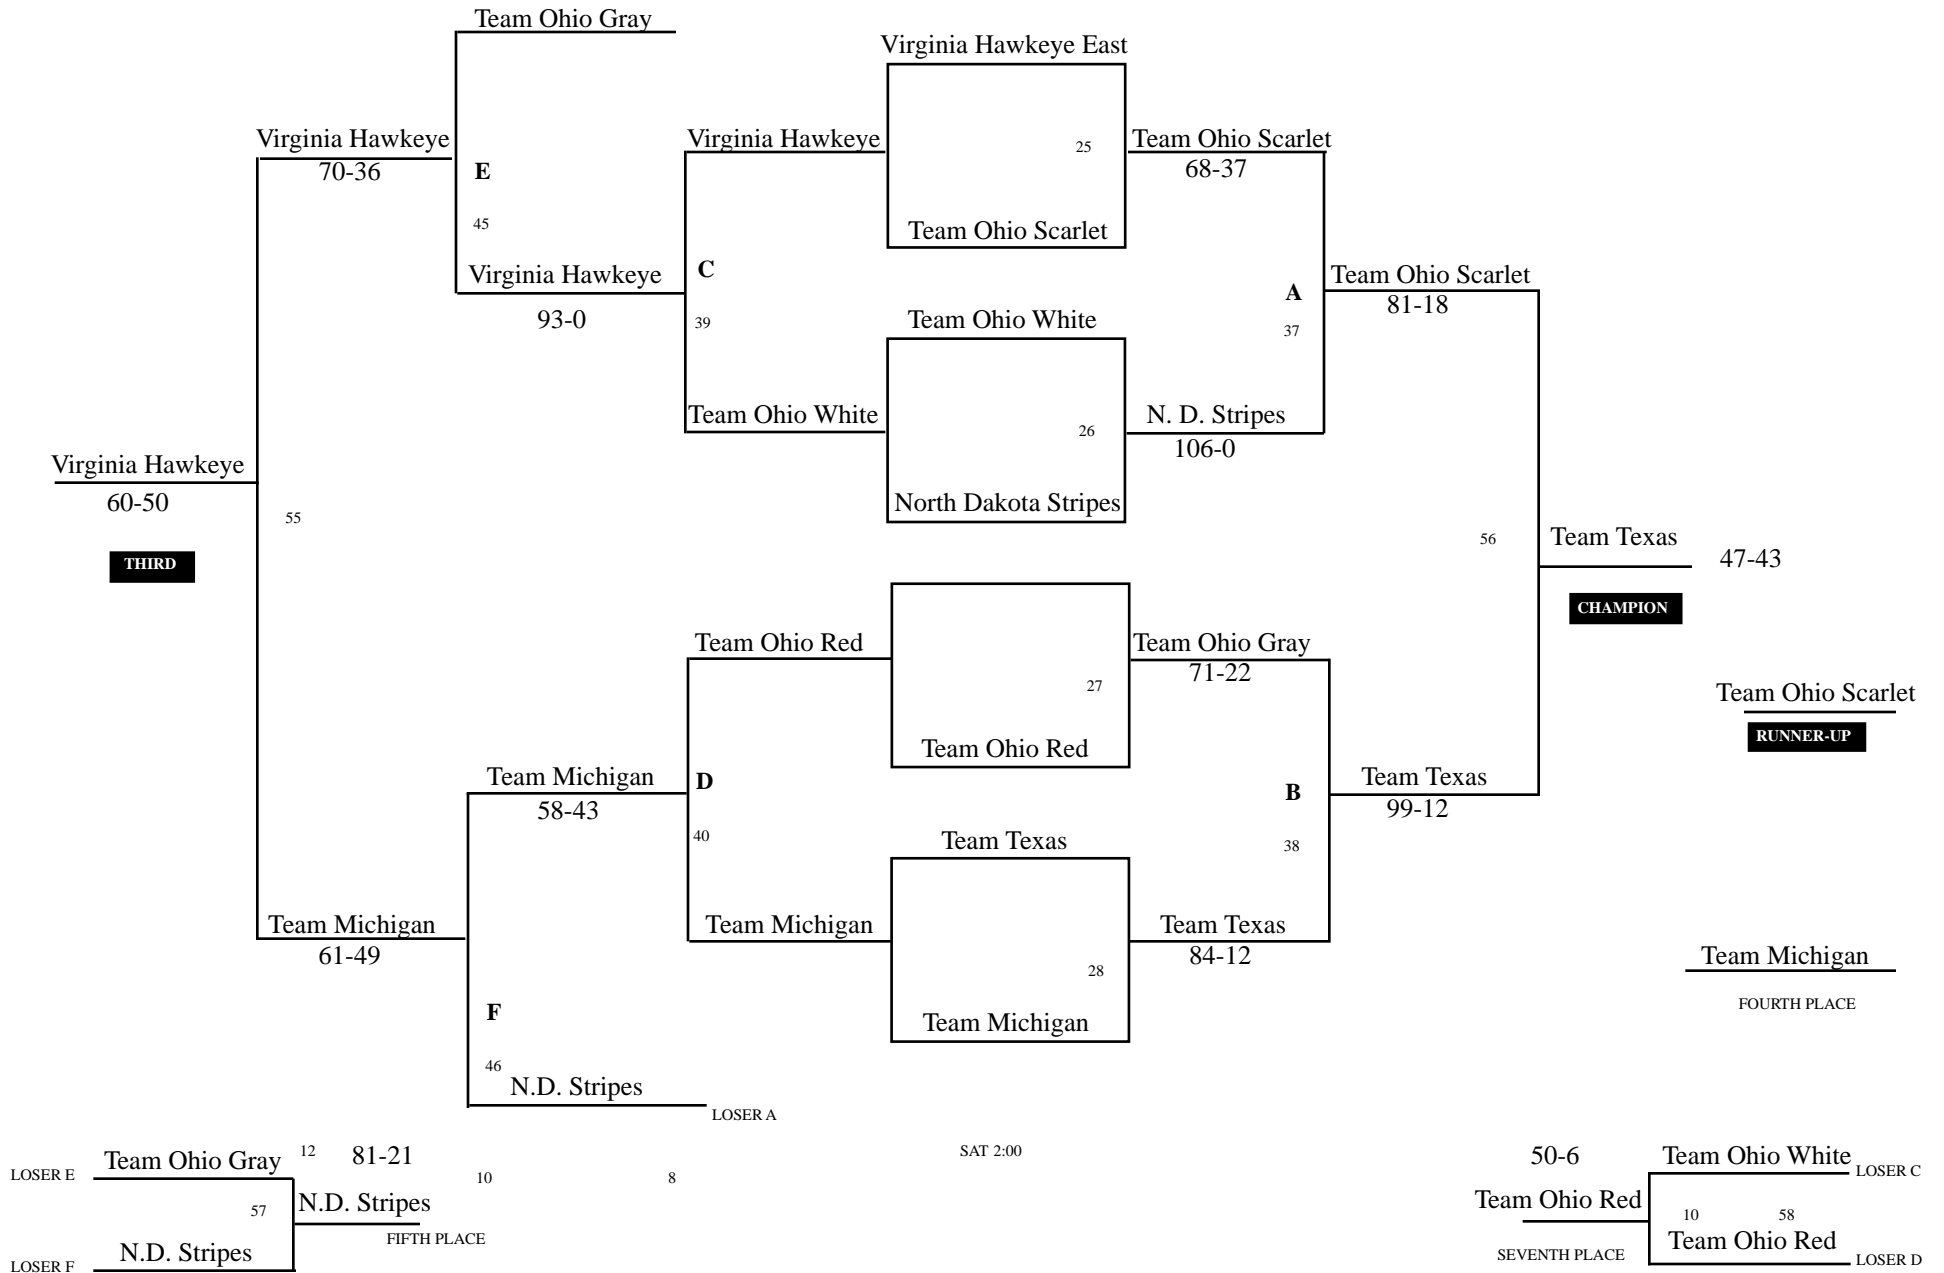 Team Ohio Gray
Virginia Hawkeye East
Virginia Hawkeye
70-36
E
45
Virginia Hawkeye
25
Team Ohio Scarlet
68-37
Team Ohio Scarlet
Virginia Hawkeye
93-0
C
39
A
37
Team Ohio Scarlet
81-18
Team Ohio White
Team Ohio White
26
N. D. Stripes
106-0
Virginia Hawkeye
60-50
55
THIRD
North Dakota Stripes
56
Team Texas
47-43
CHAMPION
Team Ohio Red
27
Team Ohio Gray
71-22
Team Ohio Scarlet
RUNNER-UP
Team Ohio Red
Team Michigan
58-43
D
40
B
38
Team Texas
99-12
Team Texas
Team Michigan
61-49
Team Michigan
28
Team Texas
84-12
Team Michigan
FOURTH PLACE
F
46
Team Michigan
N.D. Stripes
LOSER A
LOSER E
Team Ohio Gray
12
81-21
10
8
SAT 2:00
57
N.D. Stripes
FIFTH PLACE
LOSER F
N.D. Stripes
50-6
Team Ohio White
LOSER C
Team Ohio Red
10
58
SEVENTH PLACE
Team Ohio Red
LOSER D